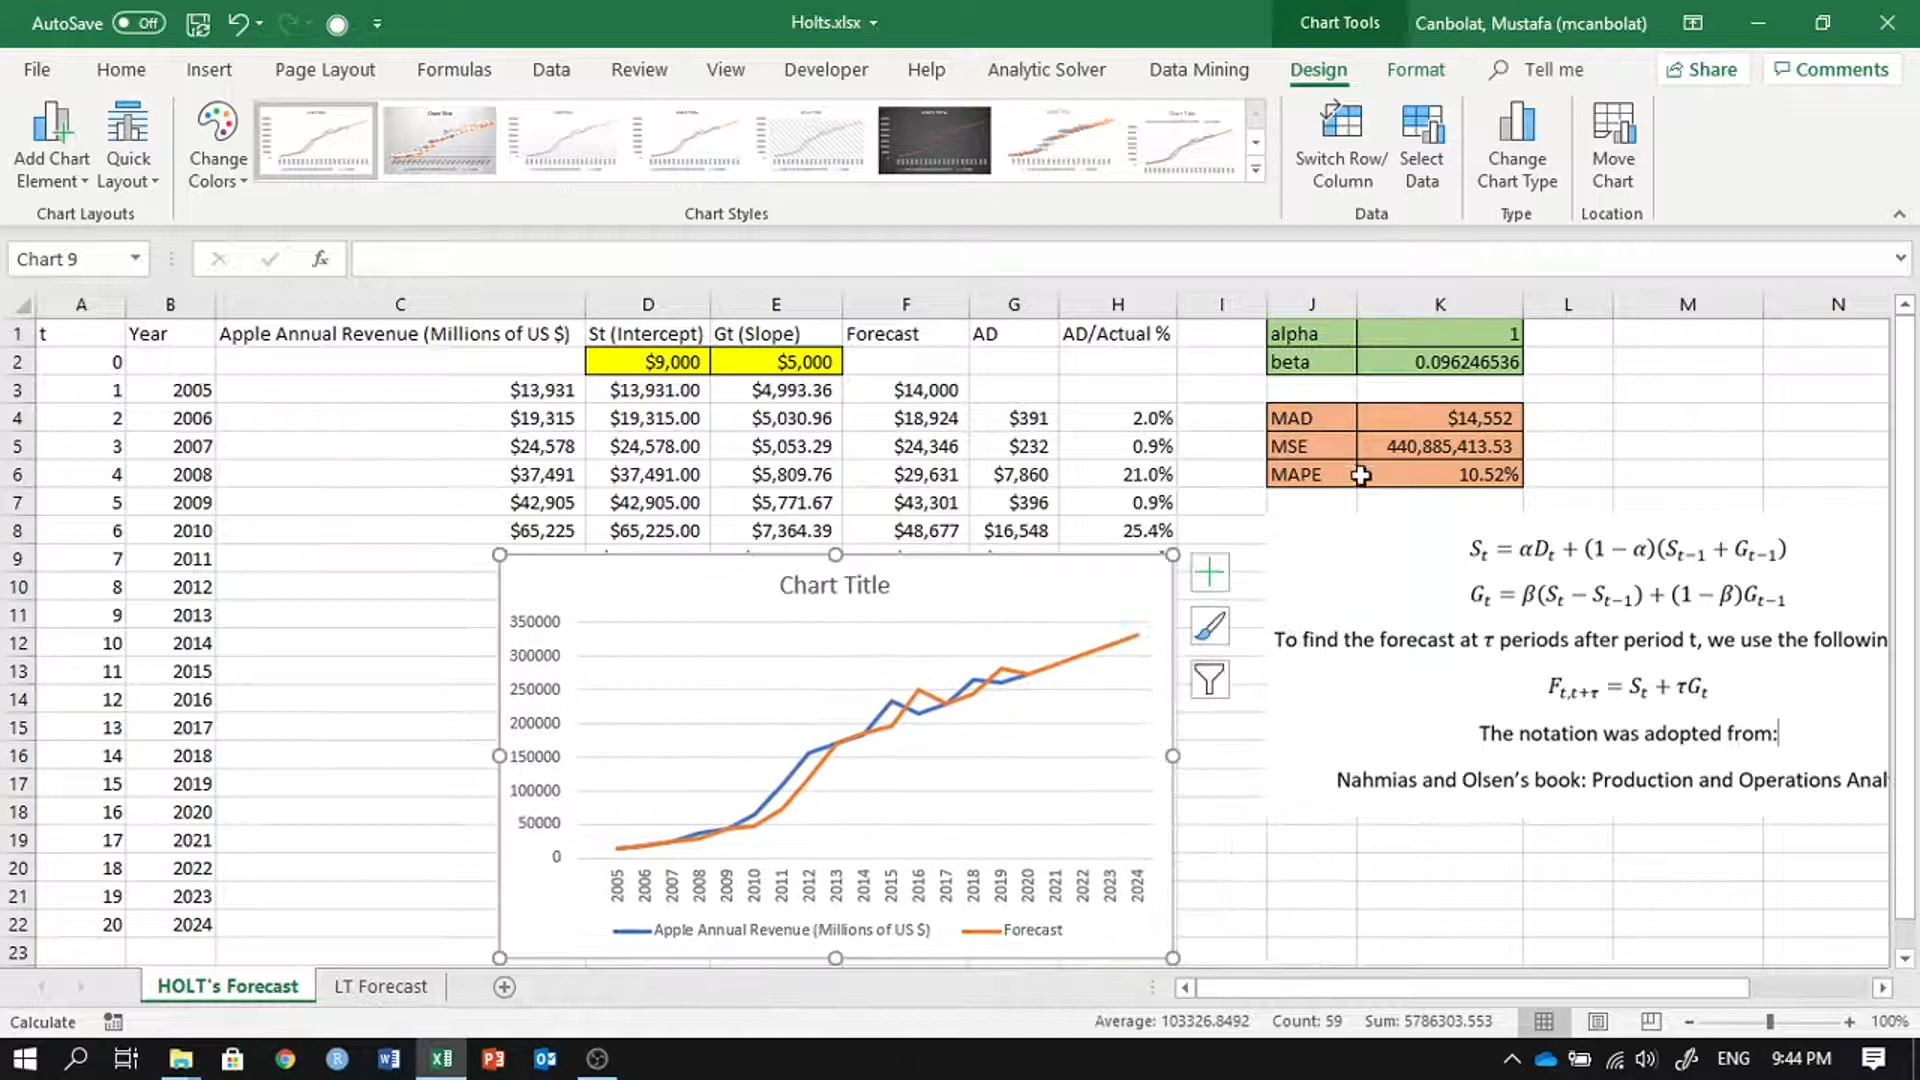 AutoSave Off Holts.xlsx Chart Tools Canbolat, Mustafa (mcanbolat)
File Home Insert Page Layout Formulas Data Review View Developer Help Analytic Solver Data Mining Design Format Tell me Share Comments
Add Chart Element Quick Layout Change Colors Switch Row/ Column Select Data Change Chart Type Move Chart
Chart Layouts Chart Styles Data Type Location
Chart 9 fx
A B C D E F G H I J K L M N
1 t Year Apple Annual Revenue (Millions of US $) St (Intercept) Gt (Slope) Forecast AD AD/Actual % alpha 1
2 0 $9,000 $5,000 beta 0.096246536
3 1 2005 $13,931 $13,931.00 $4,993.36 $14,000
4 2 2006 $19,315 $19,315.00 $5,030.96 $18,924 $391 2.0% MAD $14,552
5 3 2007 $24,578 $24,578.00 $5,053.29 $24,346 $232 0.9% MSE 440,885,413.53
6 4 2008 $37,491 $37,491.00 $5,809.76 $29,631 $7,860 21.0% MAPE 10.52%
7 5 2009 $42,905 $42,905.00 $5,771.67 $43,301 $396 0.9%
8 6 2010 $65,225 $65,225.00 $7,364.39 $48,677 $16,548 25.4%
9 7 2011
10 8 2012
11 9 2013
12 10 2014
13 11 2015
14 12 2016
15 13 2017
16 14 2018
17 15 2019
18 16 2020
19 17 2021
20 18 2022
21 19 2023
22 20 2024
23
Chart Title
350000
300000
250000
200000
150000
100000
50000
0
2005 2006 2007 2008 2009 2010 2011 2012 2013 2014 2015 2016 2017 2018 2019 2020 2021 2022 2023 2024
Apple Annual Revenue (Millions of US $) Forecast
Sₜ = αDₜ + (1 − α)(Sₜ₋₁ + Gₜ₋₁)
Gₜ = β(Sₜ − Sₜ₋₁) + (1 − β)Gₜ₋₁
To find the forecast at τ periods after period t, we use the followin
F_{t,t+τ} = Sₜ + τGₜ
The notation was adopted from:
Nahmias and Olsen’s book: Production and Operations Anal
HOLT's Forecast LT Forecast
Calculate Average: 103326.8492 Count: 59 Sum: 5786303.553 100%
ENG 9:44 PM